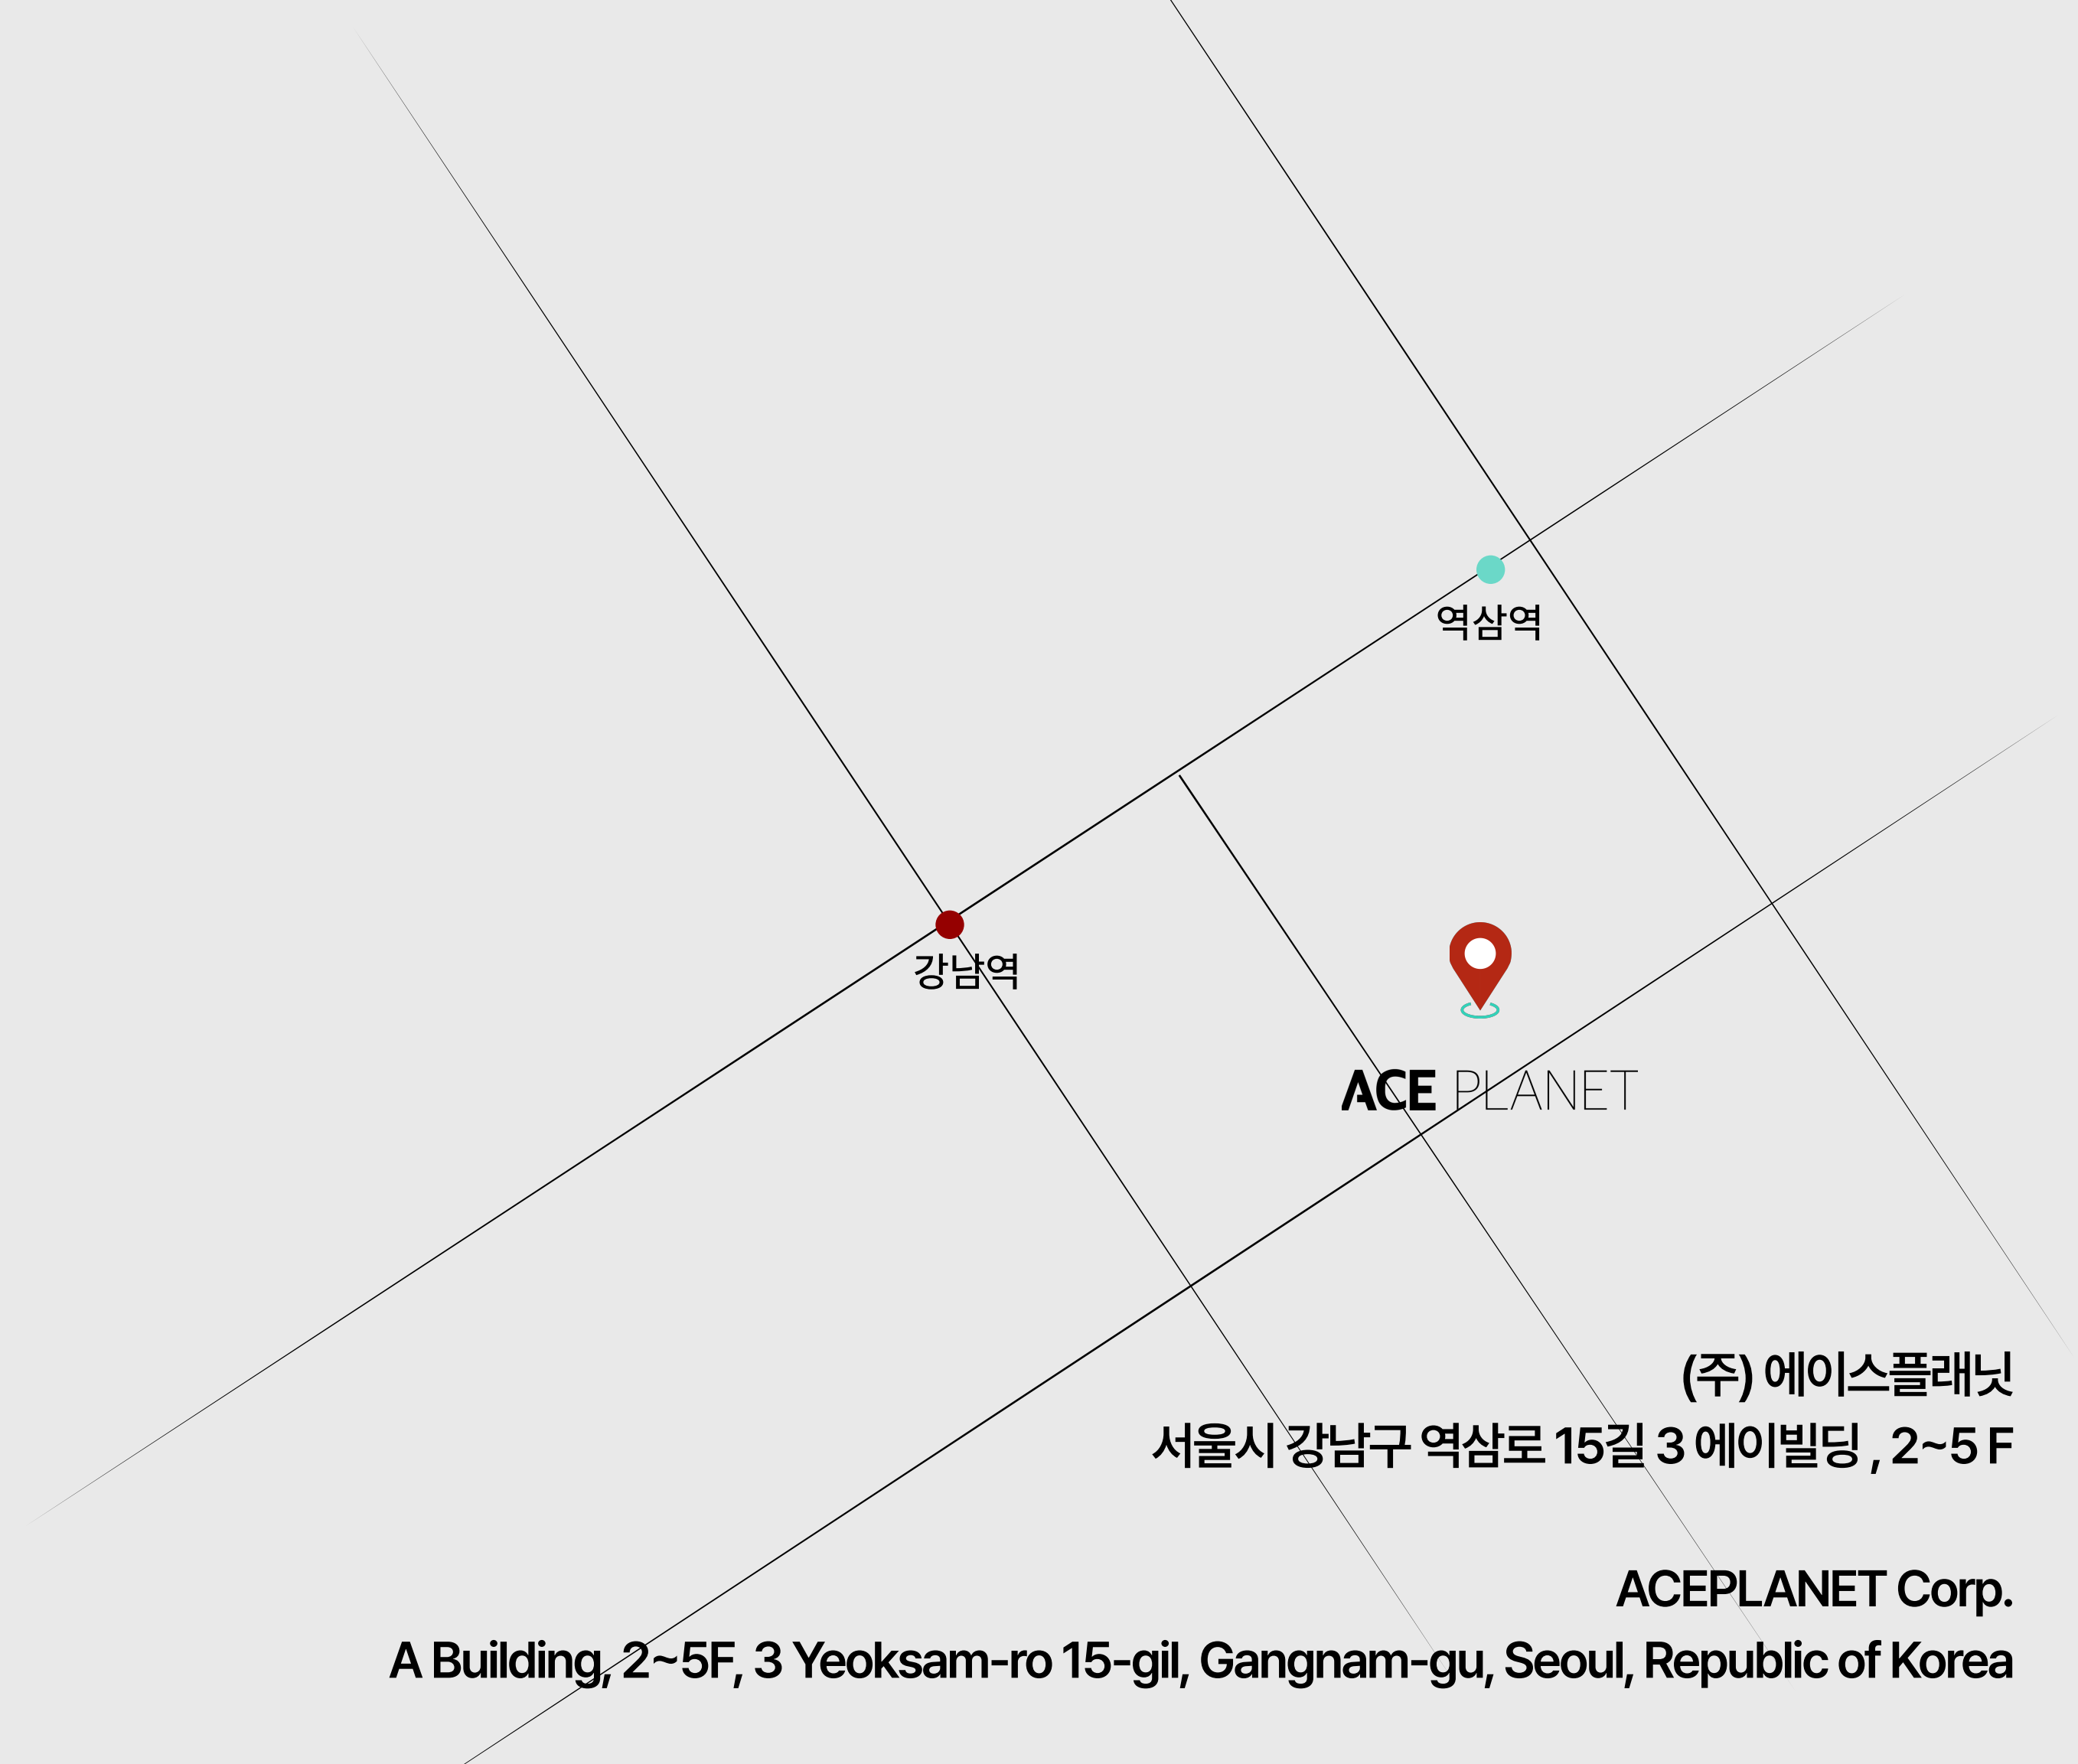 역삼역
강남역
ACE PLANET
(주)에이스플래닛
서울시 강남구 역삼로 15길 3 에이빌딩, 2-5 F
ACERPLANET Corp.
A Building, 2 ~5F, 3 Yeoksam-ro 15-gil, Gangnam-gu, Seoul, Republic of Korea